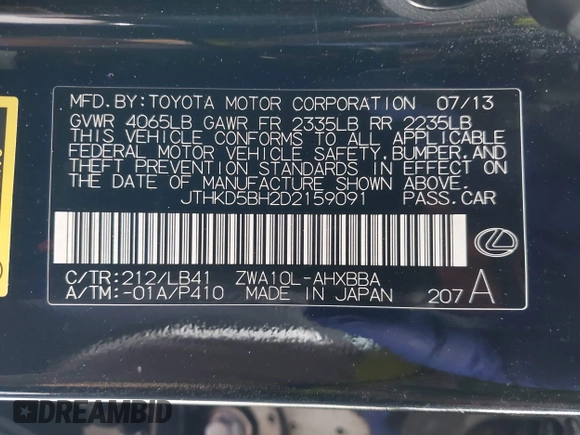 MFD.BY:TOYOTA MOTOR CORPORATION 07/13
GVWR 4065LB GAWR FR 2335LB RR 2235LB
THIS VEHICLE CONFORMS TO ALL APPLICABLE
FEDERAL MOTOR VEHICLE SAFETY,BUMPER,AND
THEFT PREVENTION STANDARDS IN EFFECT ON
THE DATE OF MANUFACTURE SHOWN ABOVE.
JTHKD5BH2D2159091 PASS.CAR
C/TR:212/LB41 ZWA10L-AHXBBA
A/TM:-01A/P410 MADE IN JAPAN 207 A
DREAMBID